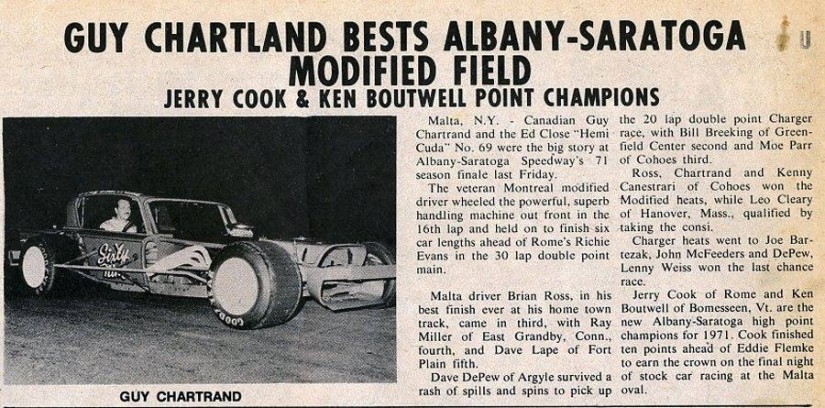 GUY CHARTLAND BESTS ALBANY-SARATOGA
MODIFIED FIELD
JERRY COOK & KEN BOUTWELL POINT CHAMPIONS
Sixty
GOOD
GUY CHARTRAND
Malta, N.Y. - Canadian Guy
Chartrand and the Ed Close "Hemi
Cuda" No. 69 were the big story at
Albany-Saratoga Speedway's '71
season finale last Friday.
The veteran Montreal modified
driver wheeled the powerful, superb
handling machine out front in the
16th lap and held on to finish six
car lengths ahead of Rome's Richie
Evans in the 30 lap double point
main.
Malta driver Brian Ross, in his
best finish ever at his home town
track, came in third, with Ray
Miller of East Grandby, Conn.,
fourth, and Dave Lape of Fort
Plain fifth.
Dave DePew of Argyle survived a
rash of spills and spins to pick up
the 20 lap double point Charger
race, with Bill Breeking of Green-
field Center second and Moe Parr
of Cohoes third.
Ross, Chartrand and Kenny
Canestrari of Cohoes won the
Modified heats, while Leo Cleary
of Hanover, Mass., qualified by
taking the consi.
Charger heats went to Joe Bar-
tezak, John McFeeders and DePew,
Lenny Weiss won the last chance
race.
Jerry Cook of Rome and Ken
Boutwell of Bomesseen, Vt. are the
new Albany-Saratoga high point
champions for 1971. Cook finished
ten points ahead of Eddie Flemke
to earn the crown on the final night
of stock car racing at the Malta
oval.